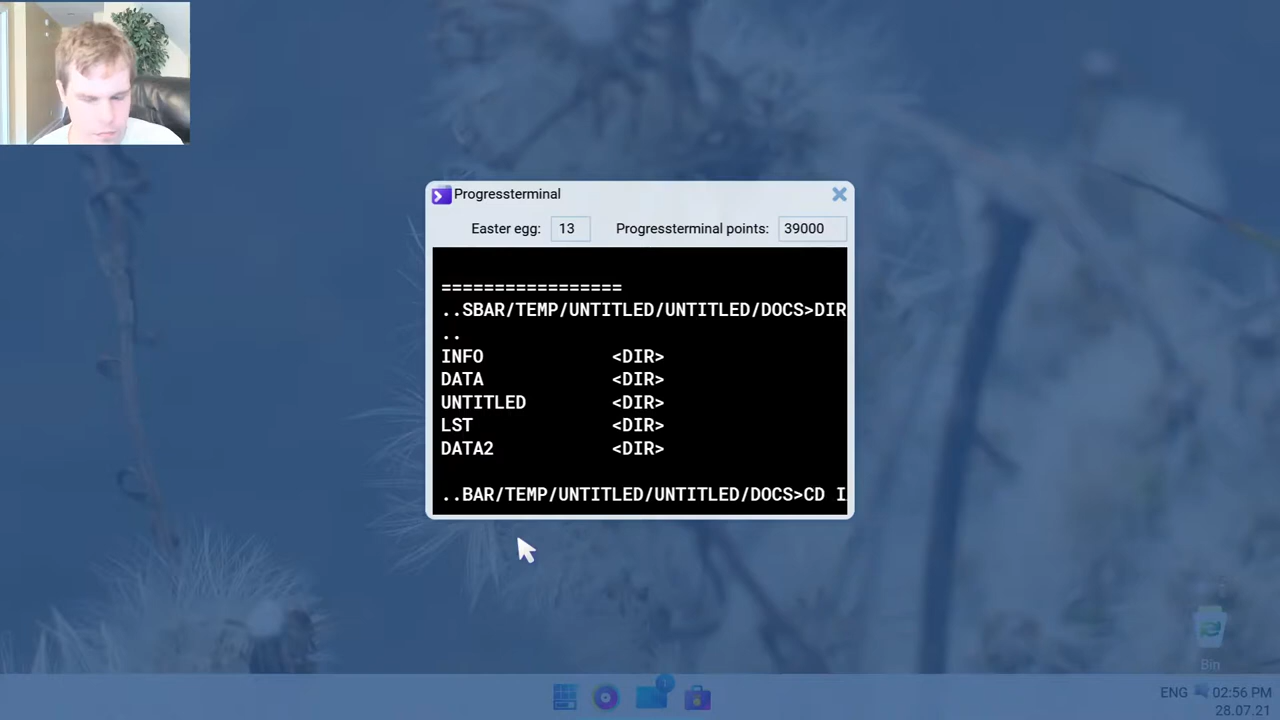 Progressterminal
Easter egg: 13 Progressterminal points: 39000
=================
..SBAR/TEMP/UNTITLED/UNTITLED/DOCS>DIR
..
INFO <DIR>
DATA <DIR>
UNTITLED <DIR>
LST <DIR>
DATA2 <DIR>
..BAR/TEMP/UNTITLED/UNTITLED/DOCS>CD I
Bin
1
ENG 02:56 PM
28.07.21